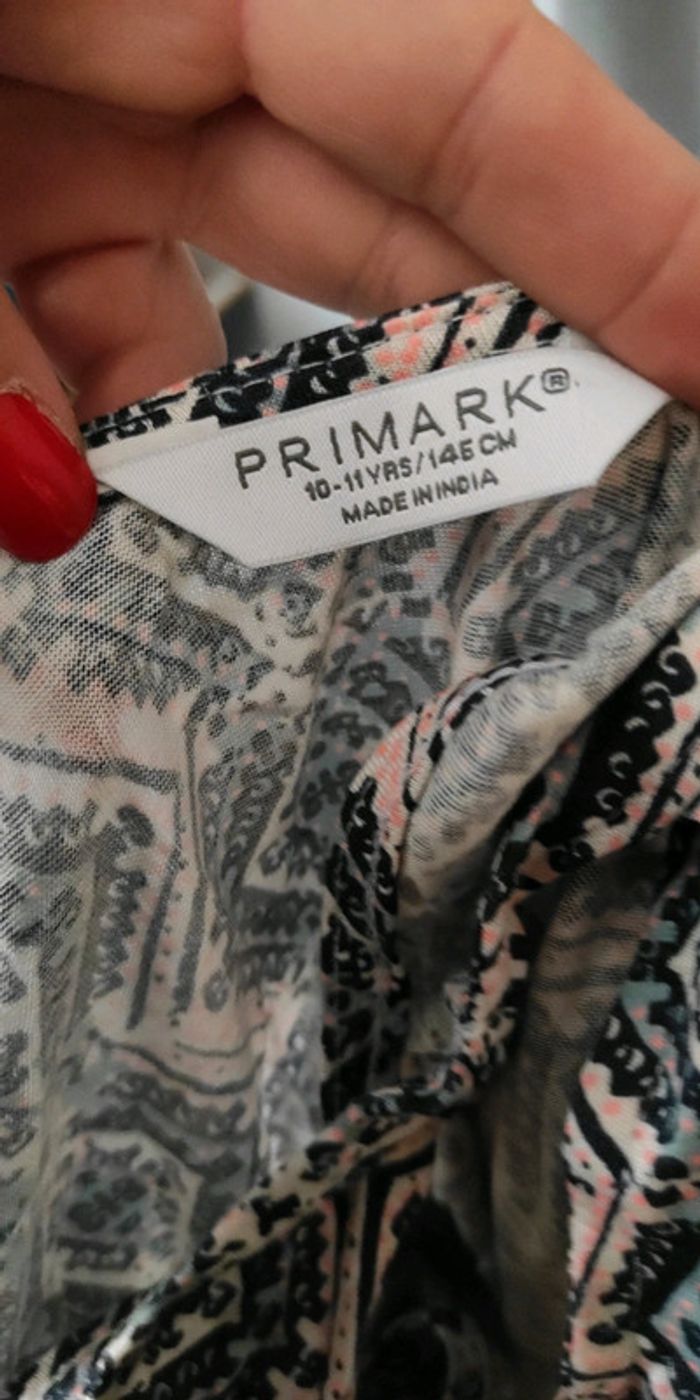 PRIMARK®
10-11 YRS/146 CM
MADE IN INDIA